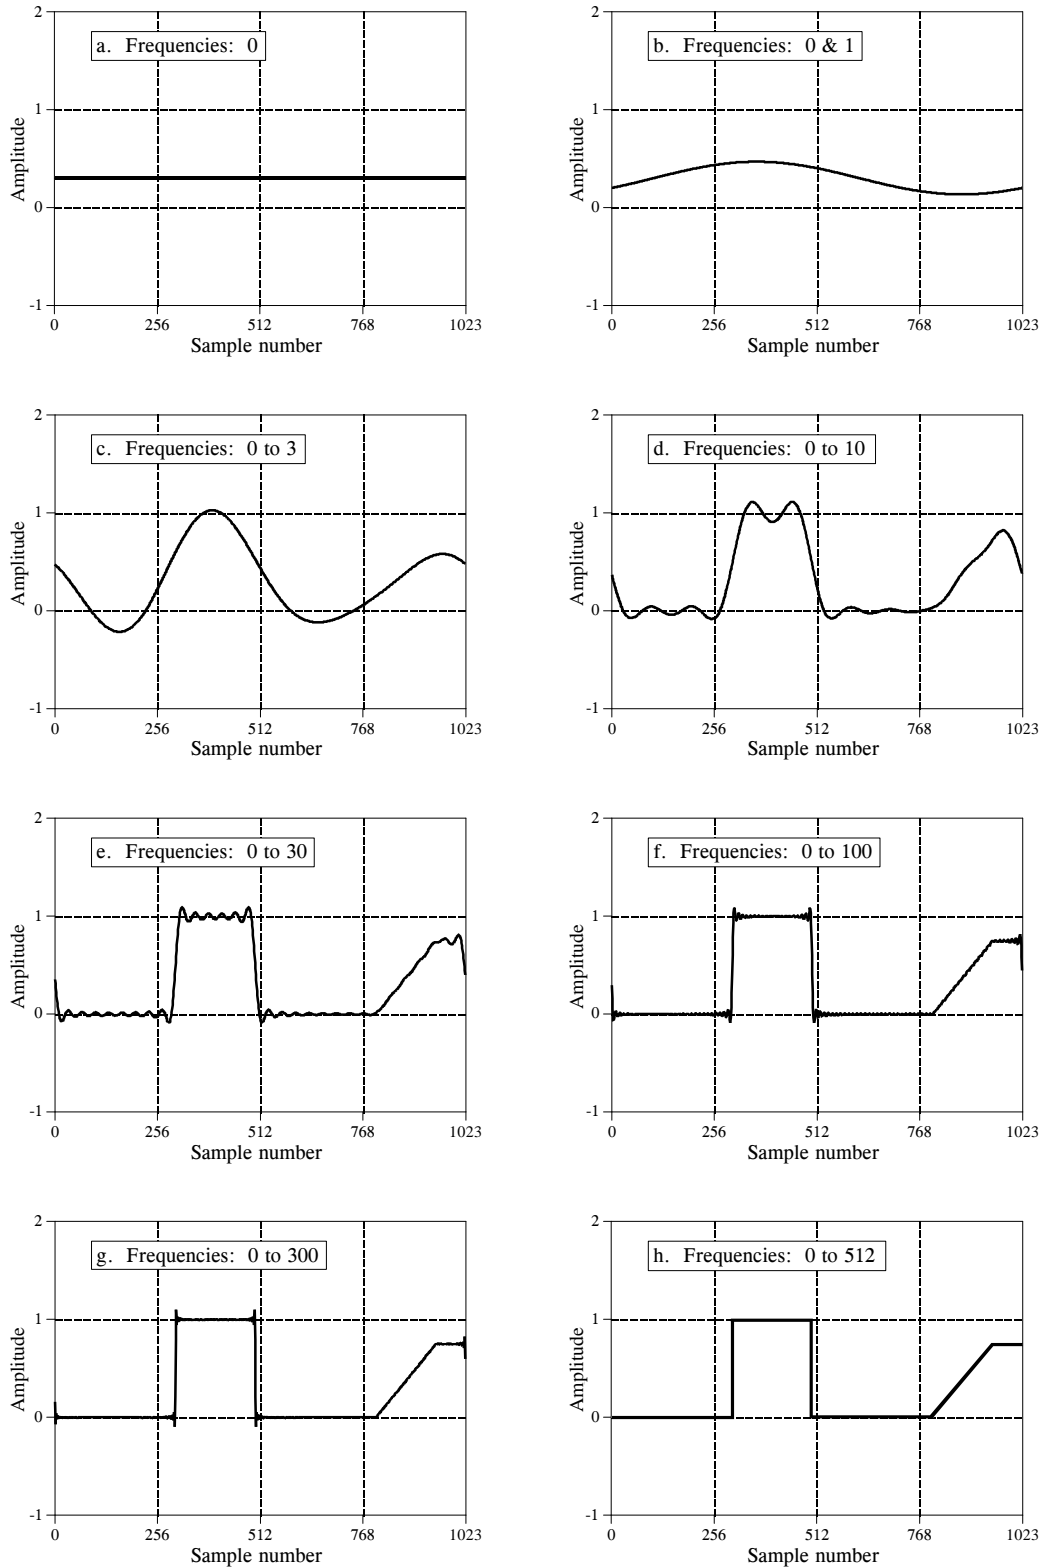 a. Frequencies: 0
2
1
0
-1
Amplitude
0 256 512 768 1023
Sample number
b. Frequencies: 0 & 1
2
1
0
-1
Amplitude
0 256 512 768 1023
Sample number
c. Frequencies: 0 to 3
2
1
0
-1
Amplitude
0 256 512 768 1023
Sample number
d. Frequencies: 0 to 10
2
1
0
-1
Amplitude
0 256 512 768 1023
Sample number
e. Frequencies: 0 to 30
2
1
0
-1
Amplitude
0 256 512 768 1023
Sample number
f. Frequencies: 0 to 100
2
1
0
-1
Amplitude
0 256 512 768 1023
Sample number
g. Frequencies: 0 to 300
2
1
0
-1
Amplitude
0 256 512 768 1023
Sample number
h. Frequencies: 0 to 512
2
1
0
-1
Amplitude
0 256 512 768 1023
Sample number